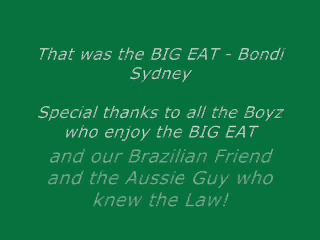 That was the BIG EAT - Bondi
Sydney
Special thanks to all the Boyz
who enjoy the BIG EAT
and our Brazilian Friend
and the Aussie Guy who
knew the Law!